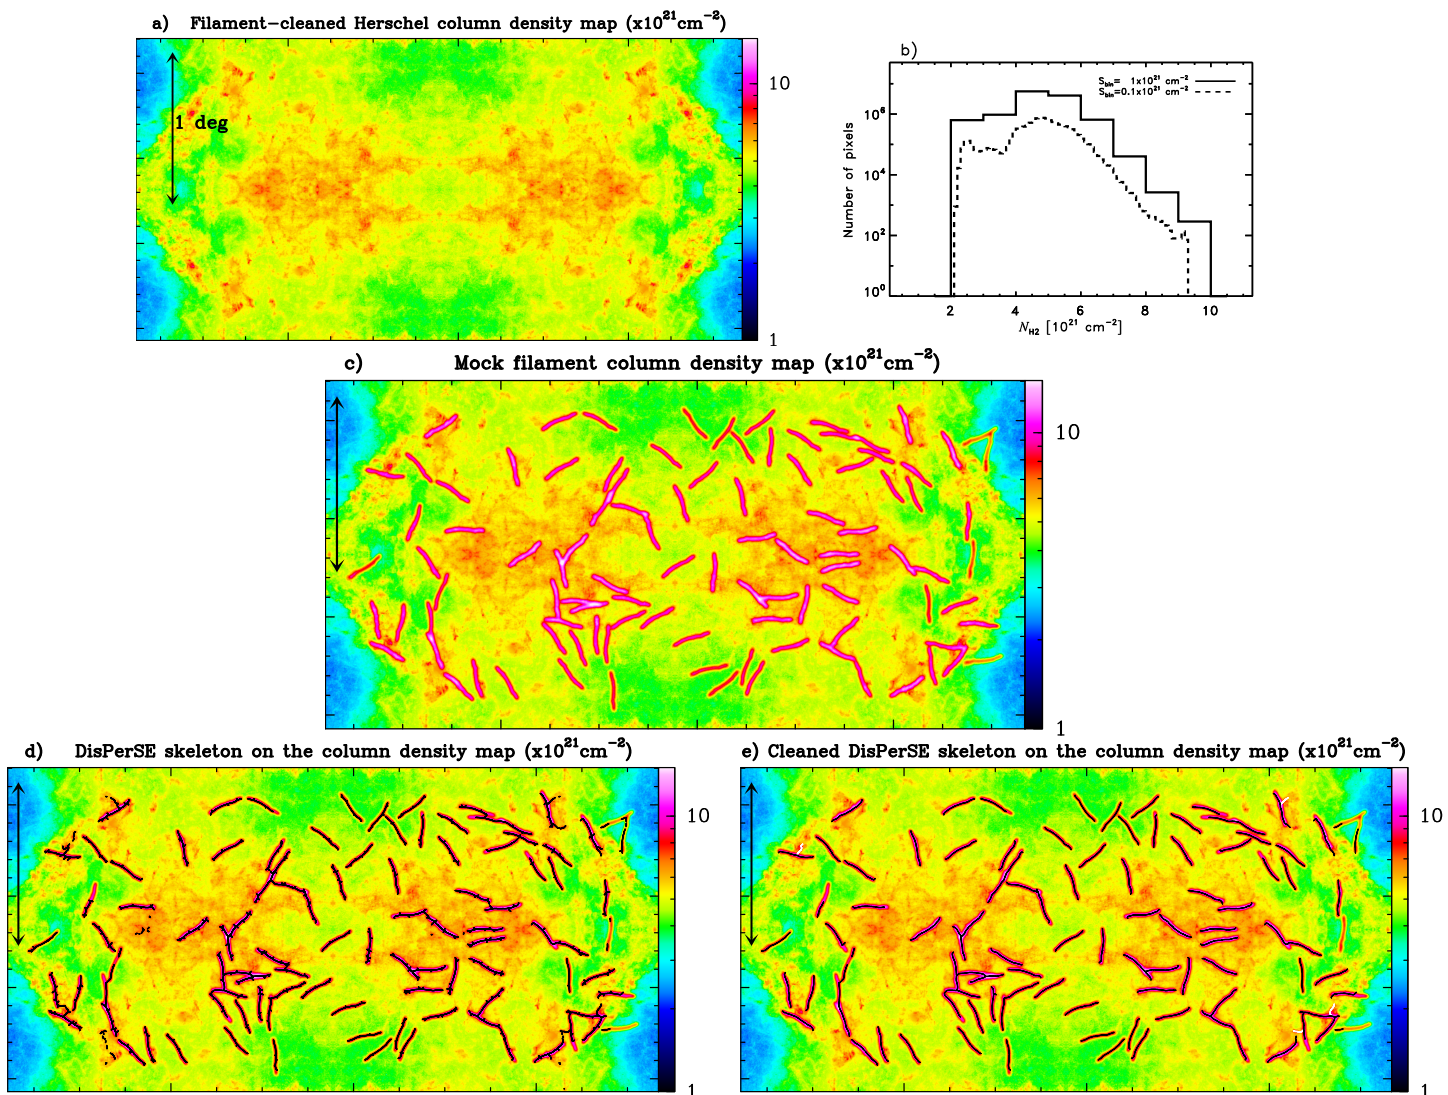 a) Filament-cleaned Herschel column density map (x10²¹cm⁻²)
1 deg
10
1
b)
S_bin= 1x10²¹ cm⁻²
S_bin=0.1x10²¹ cm⁻²
Number of pixels
10⁶
10⁴
10²
10⁰
2 4 6 8 10
N_H2 [10²¹ cm⁻²]
c) Mock filament column density map (x10²¹cm⁻²)
10
1
d) DisPerSE skeleton on the column density map (x10²¹cm⁻²)
10
1
e) Cleaned DisPerSE skeleton on the column density map (x10²¹cm⁻²)
10
1